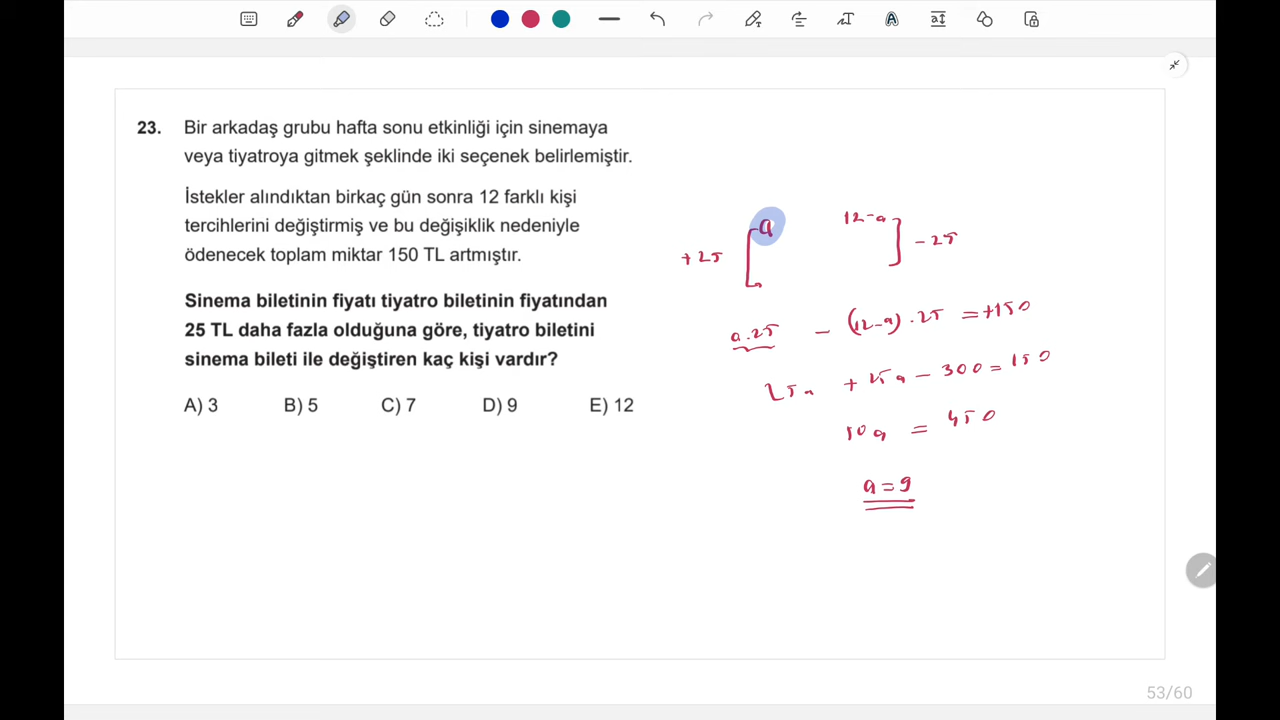 23. Bir arkadaş grubu hafta sonu etkinliği için sinemaya
veya tiyatroya gitmek şeklinde iki seçenek belirlemiştir.
İstekler alındıktan birkaç gün sonra 12 farklı kişi
tercihlerini değiştirmiş ve bu değişiklik nedeniyle
ödenecek toplam miktar 150 TL artmıştır.
Sinema biletinin fiyatı tiyatro biletinin fiyatından
25 TL daha fazla olduğuna göre, tiyatro biletini
sinema bileti ile değiştiren kaç kişi vardır?
A) 3 B) 5 C) 7 D) 9 E) 12
a 12-a
+25 -25
a.25 - (12-a).25 = +150
25a + 25a - 300 = 150
50a = 450
a = 9
53/60